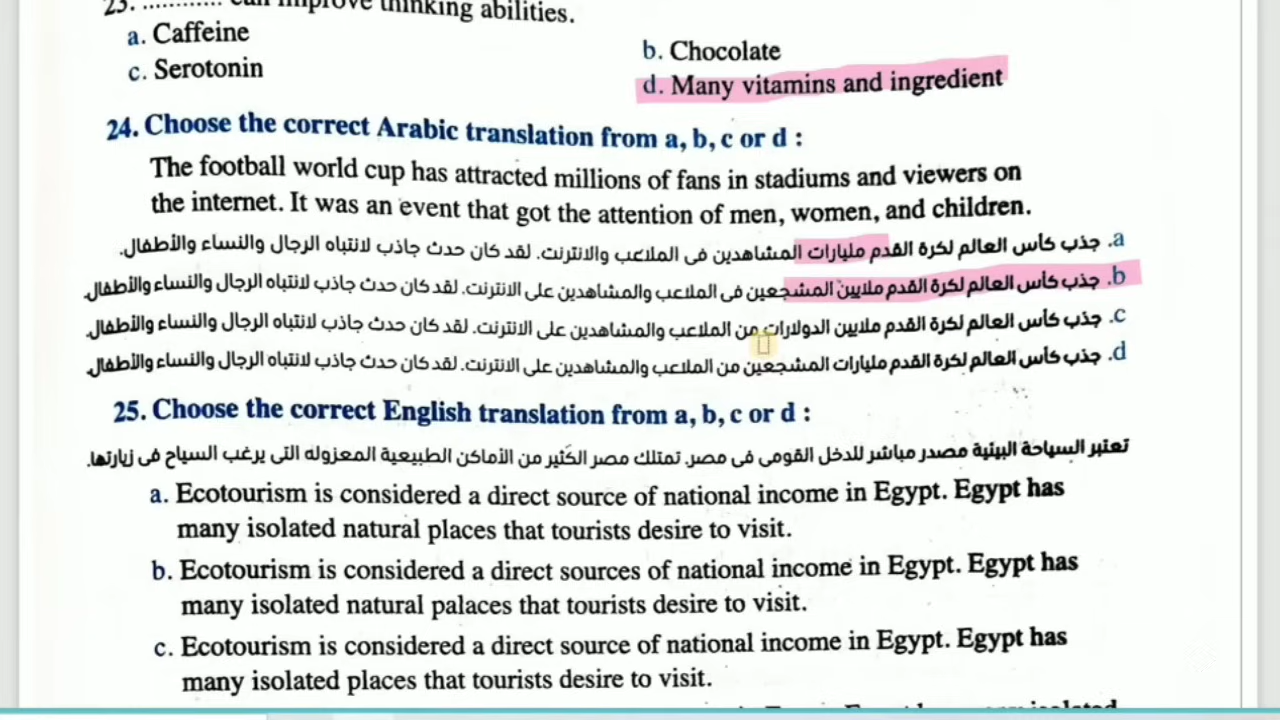 23. ............ can improve thinking abilities.
a. Caffeine
b. Chocolate
c. Serotonin
d. Many vitamins and ingredient
24. Choose the correct Arabic translation from a, b, c or d :
The football world cup has attracted millions of fans in stadiums and viewers on
the internet. It was an event that got the attention of men, women, and children.
a. جذب كأس العالم لكرة القدم مليارات المشاهدين فى الملاعب والانترنت. لقد كان حدث جاذب لانتباه الرجال والنساء والأطفال.
b. جذب كأس العالم لكرة القدم ملايين المشجعين فى الملاعب والمشاهدين على الانترنت. لقد كان حدث جاذب لانتباه الرجال والنساء والأطفال.
c. جذب كأس العالم لكرة القدم ملايين الدولارات من الملاعب والمشاهدين على الانترنت. لقد كان حدث جاذب لانتباه الرجال والنساء والأطفال.
d. جذب كأس العالم لكرة القدم مليارات المشجعين من الملاعب والمشاهدين على الانترنت. لقد كان حدث جاذب لانتباه الرجال والنساء والأطفال.
25. Choose the correct English translation from a, b, c or d :
تعتبر السياحة البيئية مصدر مباشر للدخل القومى فى مصر. تمتلك مصر الكثير من الأماكن الطبيعية المعزوله التى يرغب السياح فى زيارتها.
a. Ecotourism is considered a direct source of national income in Egypt. Egypt has
many isolated natural places that tourists desire to visit.
b. Ecotourism is considered a direct sources of national income in Egypt. Egypt has
many isolated natural palaces that tourists desire to visit.
c. Ecotourism is considered a direct source of national income in Egypt. Egypt has
many isolated places that tourists desire to visit.